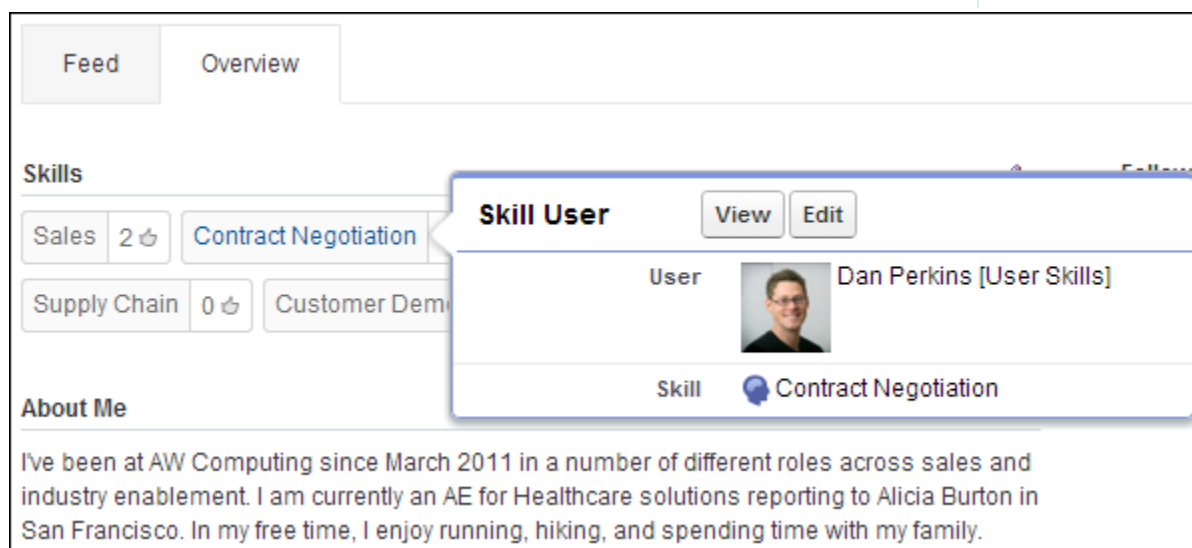 Feed Overview
Skills
Sales 2 Contract Negotiation
Supply Chain 0 Customer
Skill User View Edit
User Dan Perkins [User Skills]
Skill Contract Negotiation
About Me
I've been at AW Computing since March 2011 in a number of different roles across sales and
industry enablement. I am currently an AE for Healthcare solutions reporting to Alicia Burton in
San Francisco. In my free time, I enjoy running, hiking, and spending time with my family.